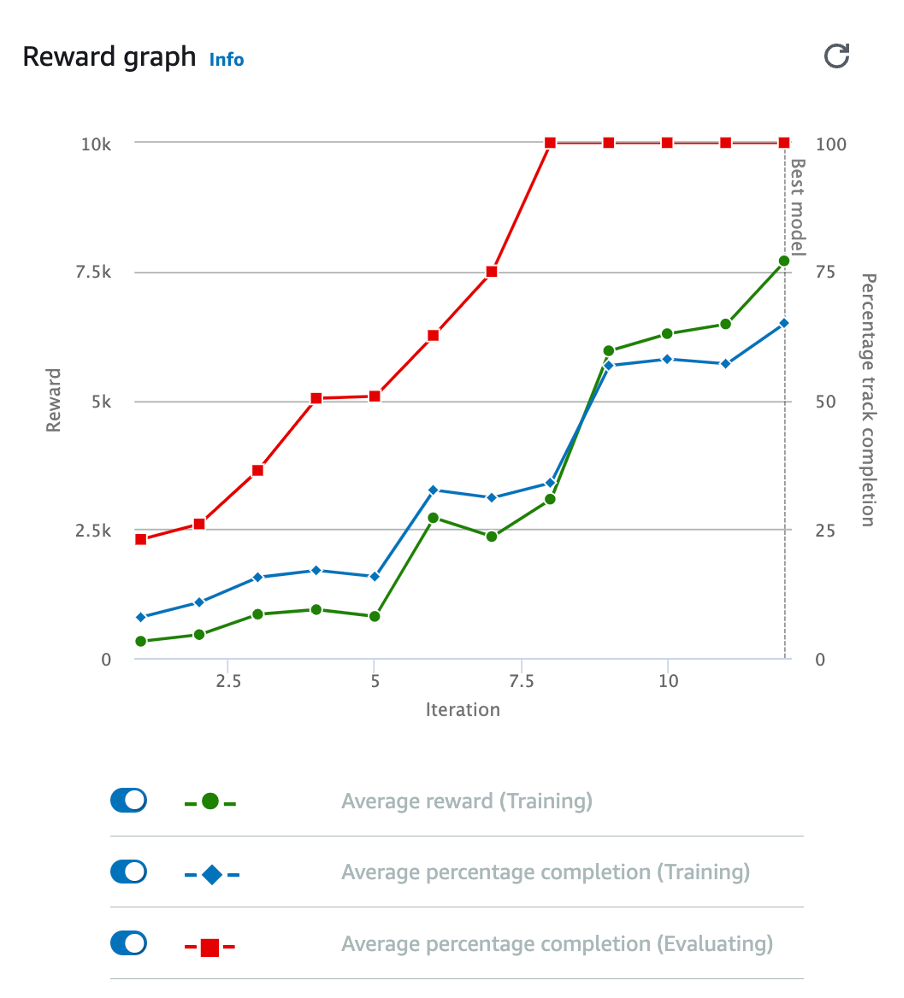 Reward graph Info
10k
7.5k
5k
2.5k
0
Reward
100
75
50
25
0
Percentage track completion
Best model
2.5 5 7.5 10
Iteration
Average reward (Training)
Average percentage completion (Training)
Average percentage completion (Evaluating)